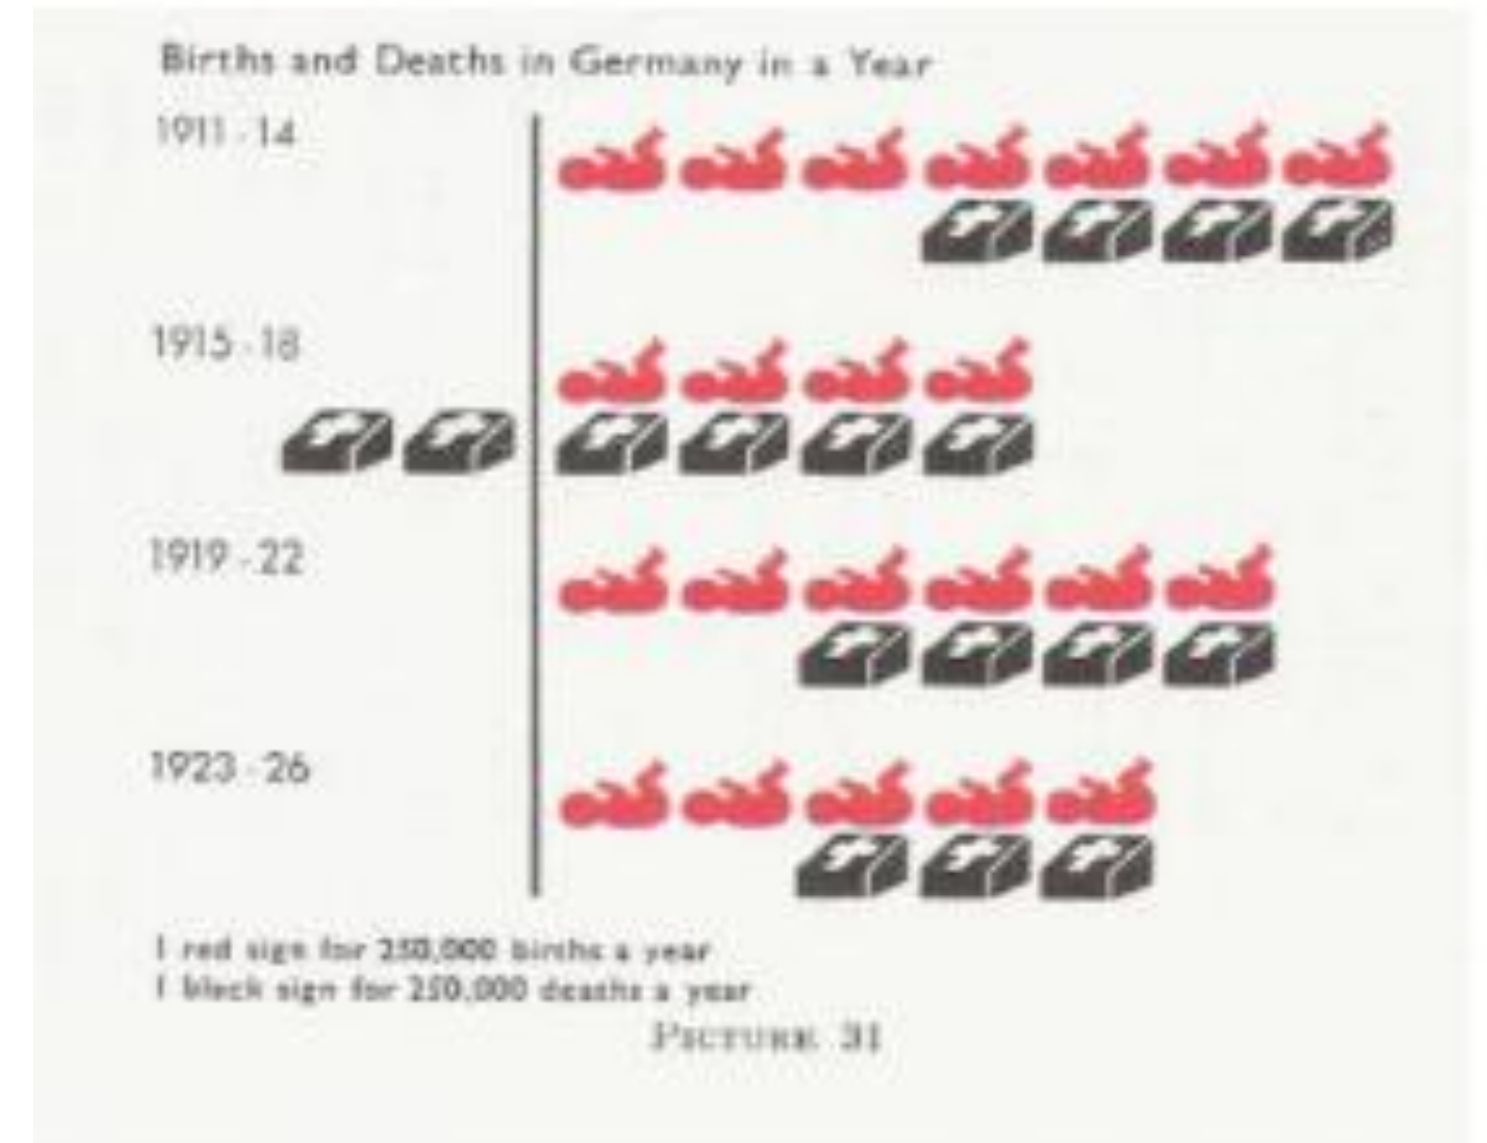 Births and Deaths in Germany in a Year
1911 - 14
1915 - 18
1919 - 22
1923 - 26
1 red sign for 250,000 births a year
1 black sign for 250,000 deaths a year
PICTURE 31